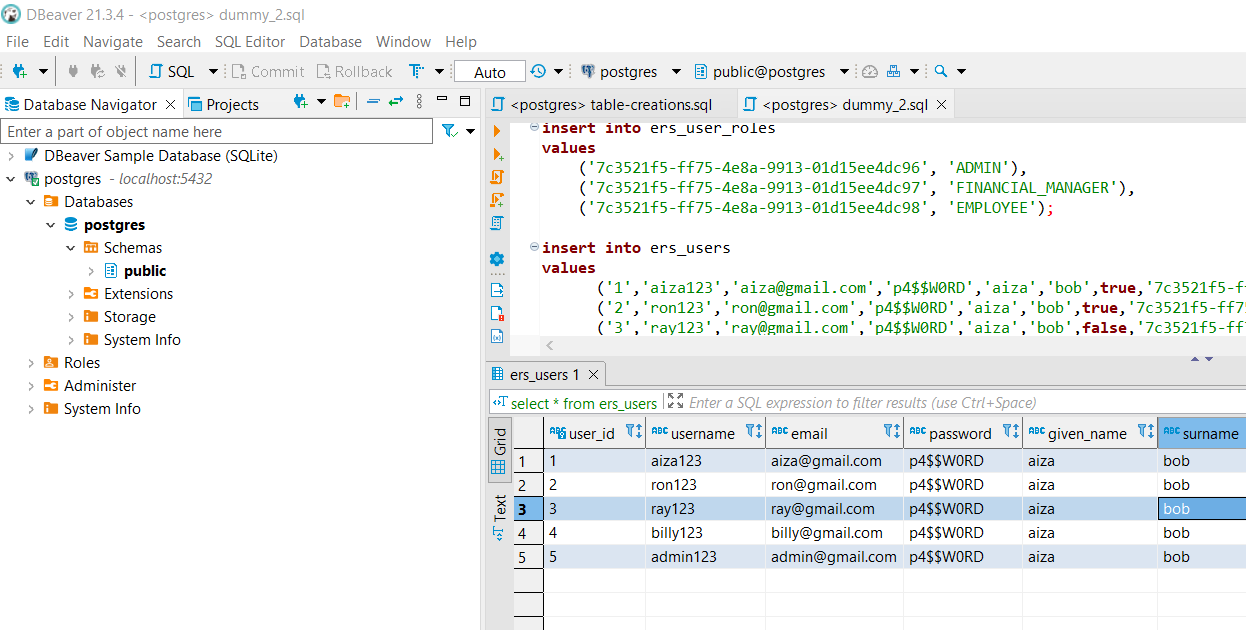 DBeaver 21.3.4 - <postgres> dummy_2.sql
File Edit Navigate Search SQL Editor Database Window Help
SQL Commit Rollback Auto postgres public@postgres
Database Navigator Projects
Enter a part of object name here
DBeaver Sample Database (SQLite)
postgres - localhost:5432
Databases
postgres
Schemas
public
Extensions
Storage
System Info
Roles
Administer
System Info
<postgres> table-creations.sql <postgres> dummy_2.sql
insert into ers_user_roles
values
('7c3521f5-ff75-4e8a-9913-01d15ee4dc96', 'ADMIN'),
('7c3521f5-ff75-4e8a-9913-01d15ee4dc97', 'FINANCIAL_MANAGER'),
('7c3521f5-ff75-4e8a-9913-01d15ee4dc98', 'EMPLOYEE');
insert into ers_users
values
('1','aiza123','aiza@gmail.com','p4$$W0RD','aiza','bob',true,'7c3521f5-f
('2','ron123','ron@gmail.com','p4$$W0RD','aiza','bob',true,'7c3521f5-ff7
('3','ray123','ray@gmail.com','p4$$W0RD','aiza','bob',false,'7c3521f5-ff
ers_users 1
select * from ers_users Enter a SQL expression to filter results (use Ctrl+Space)
Grid
Text
ABC user_id ABC username ABC email ABC password ABC given_name ABC surname
1 1 aiza123 aiza@gmail.com p4$$W0RD aiza bob
2 2 ron123 ron@gmail.com p4$$W0RD aiza bob
3 3 ray123 ray@gmail.com p4$$W0RD aiza bob
4 4 billy123 billy@gmail.com p4$$W0RD aiza bob
5 5 admin123 admin@gmail.com p4$$W0RD aiza bob